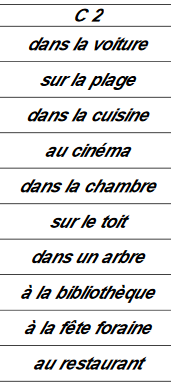 C 2
dans la voiture
sur la plage
dans la cuisine
au cinéma
dans la chambre
sur le toit
dans un arbre
à la bibliothèque
à la fête foraine
au restaurant